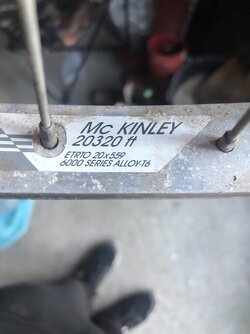 Mc KINLEY
20320 ft
ETRTO 20x559
6000 SERIES ALLOY-T6